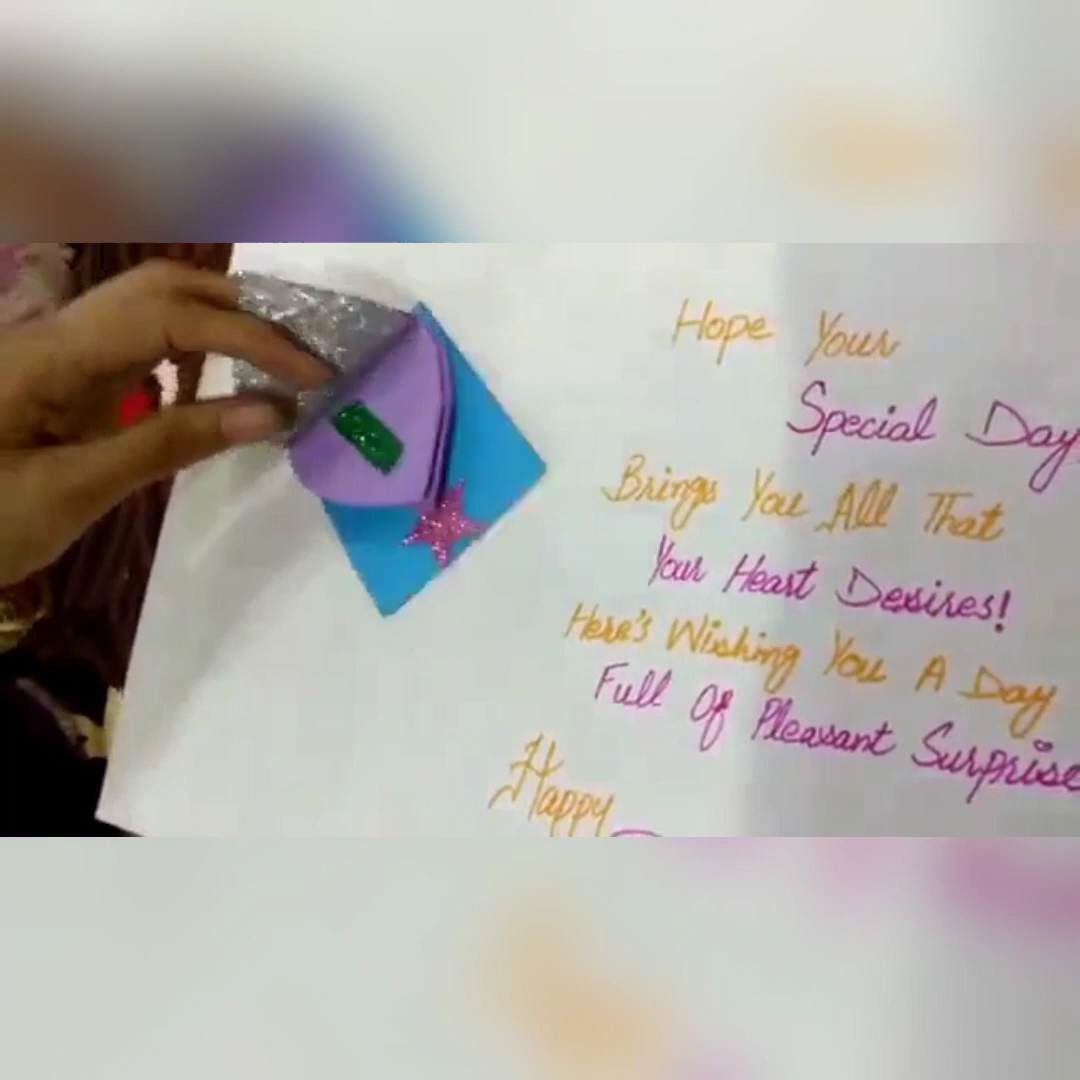 Hope Your
Special Day
Brings You All That
Your Heart Desires!
Here's Wishing You A Day
Full Of Pleasant Surprise
Happy